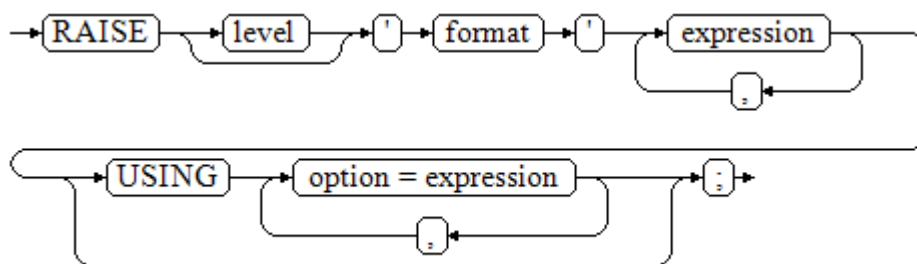 RAISE level ' format ' expression
,
USING option = expression ;
,